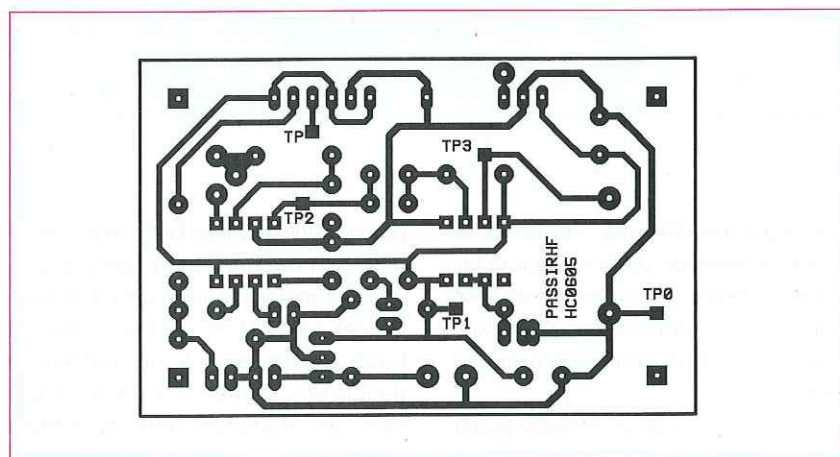 TP
TP3
TP2
PASSIRHF
HC0605
TP0
TP1